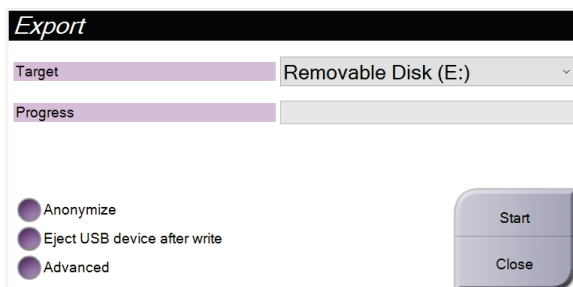 Export
Target
Removable Disk (E:)
Progress
Anonymize
Eject USB device after write
Advanced
Start
Close